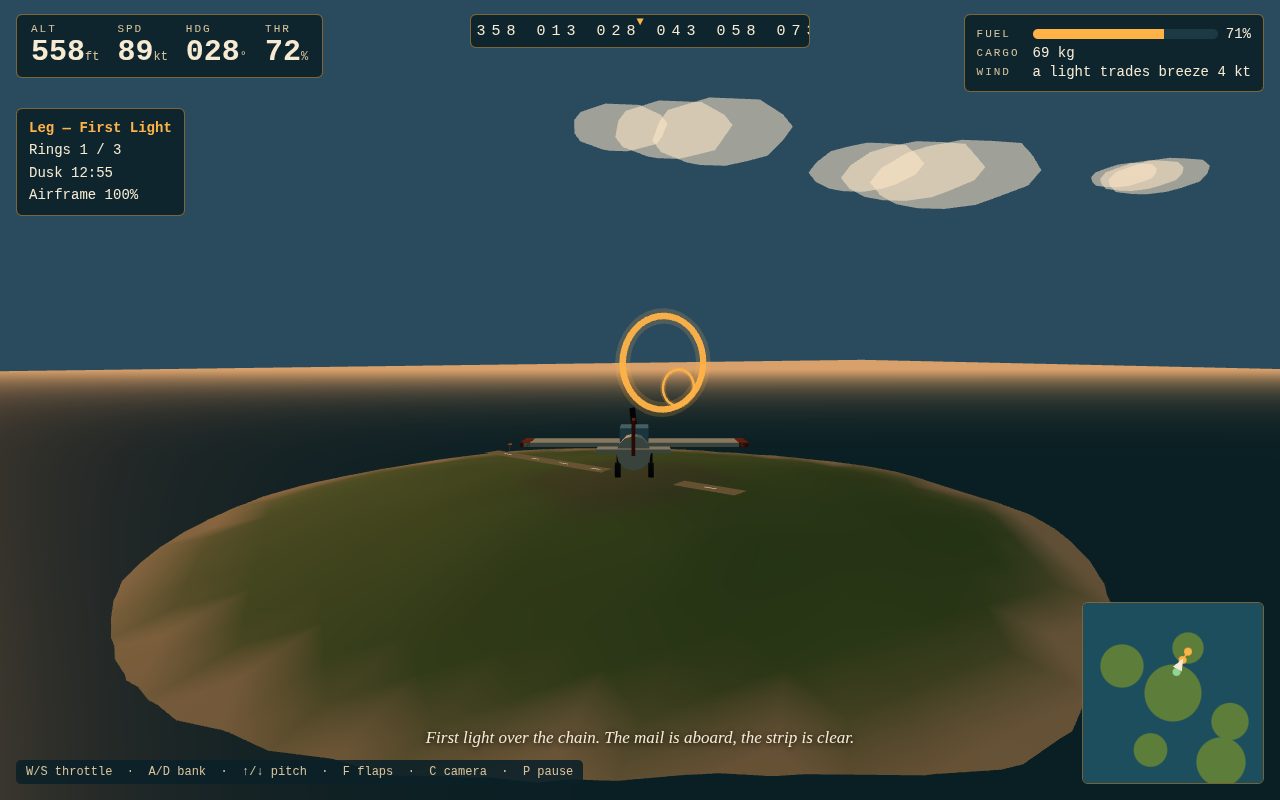 ALT SPD HDG THR
558ft 89kt 028° 72%
358 013 028 043 058 073
FUEL 71%
CARGO 69 kg
WIND a light trades breeze 4 kt
Leg — First Light
Rings 1 / 3
Dusk 12:55
Airframe 100%
First light over the chain. The mail is aboard, the strip is clear.
W/S throttle · A/D bank · ↑/↓ pitch · F flaps · C camera · P pause